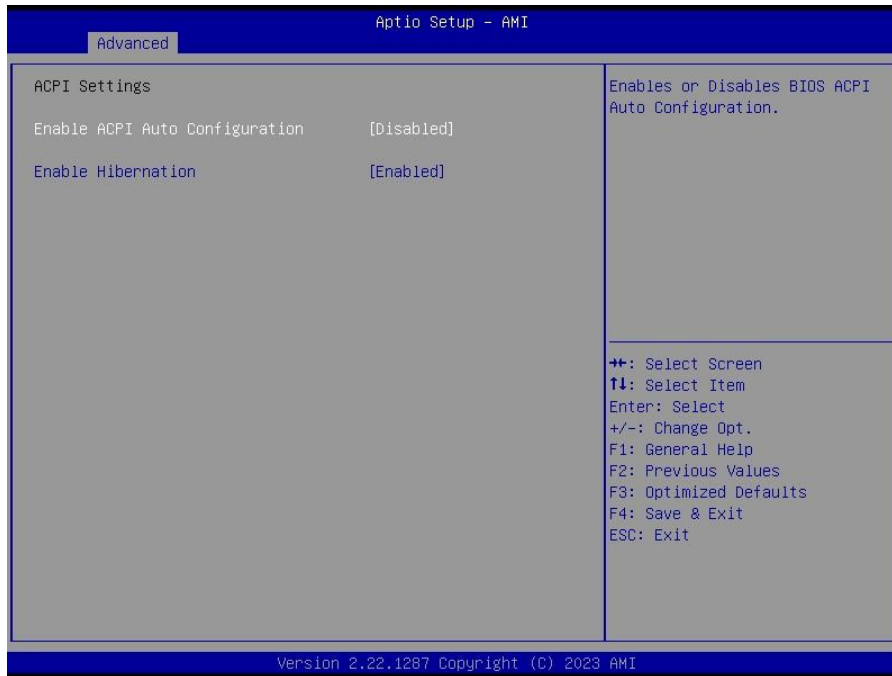 Aptio Setup – AMI
Advanced
ACPI Settings
Enable ACPI Auto Configuration [Disabled]
Enable Hibernation [Enabled]
Enables or Disables BIOS ACPI
Auto Configuration.
→←: Select Screen
↑↓: Select Item
Enter: Select
+/-: Change Opt.
F1: General Help
F2: Previous Values
F3: Optimized Defaults
F4: Save & Exit
ESC: Exit
Version 2.22.1287 Copyright (C) 2023 AMI